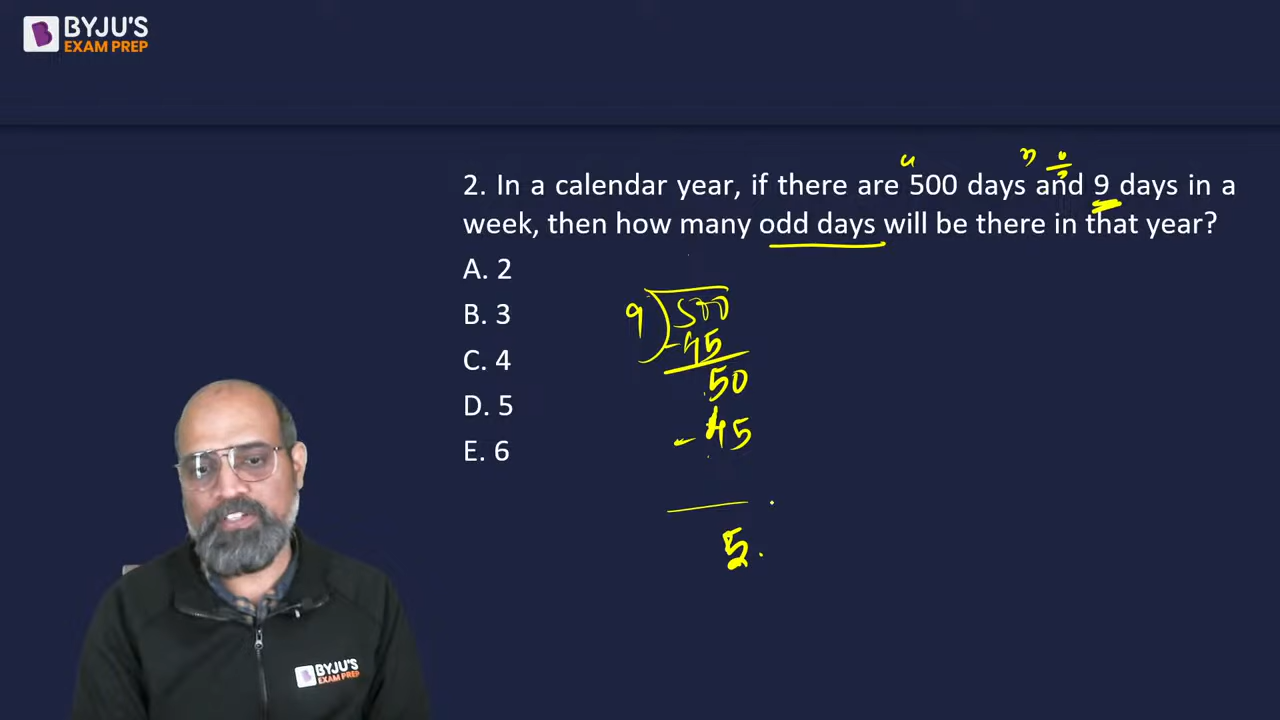 BYJU'S
EXAM PREP
2. In a calendar year, if there are 500 days and 9 days in a
week, then how many odd days will be there in that year?
A. 2
B. 3
C. 4
D. 5
E. 6
9)500
-45
50
-45
5
BYJU'S
EXAM PREP